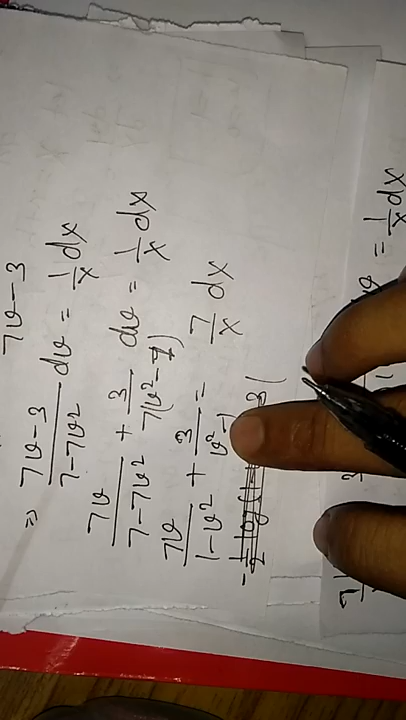 7v-3
⇒ 7v-3/7-7v² dv = 1/x dx
7v/7-7v² + 3/7(v²-1) dv = 1/x dx
7v/1-v² + 3/v²-1 = 7/x dx
= 1/x dx